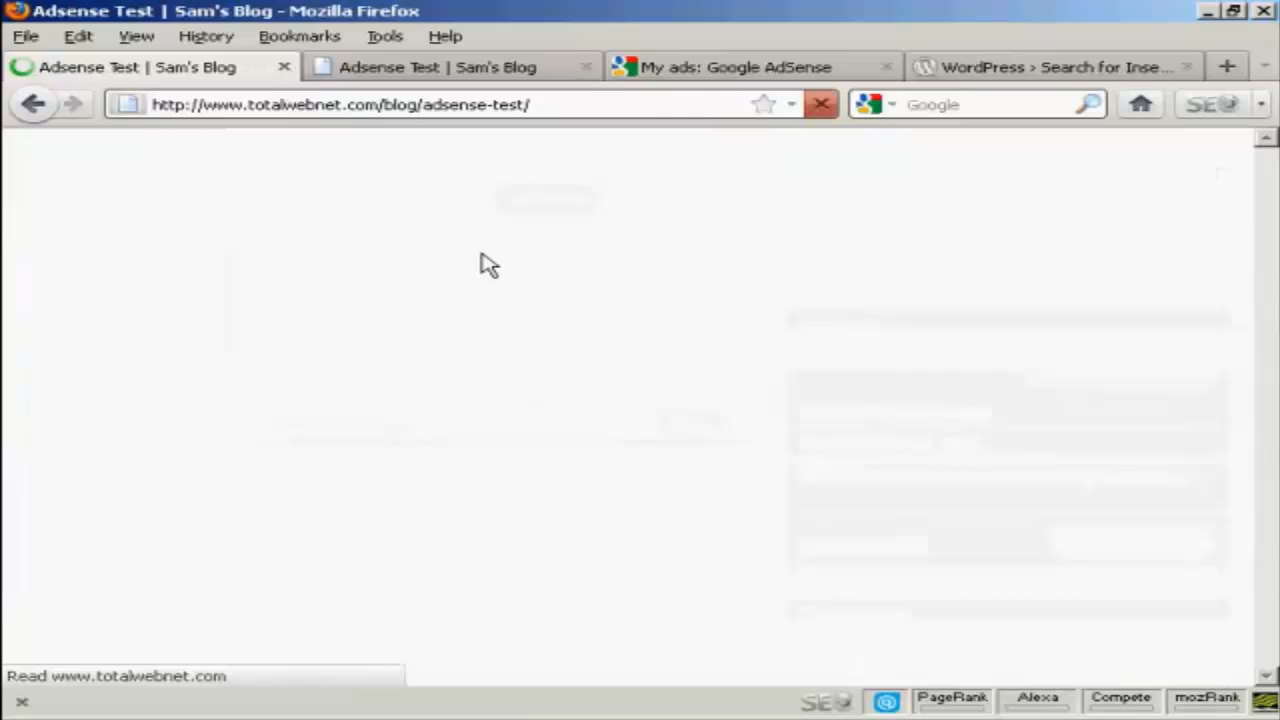 Adsense Test | Sam's Blog - Mozilla Firefox
File Edit View History Bookmarks Tools Help
Adsense Test | Sam's Blog Adsense Test | Sam's Blog My ads: Google AdSense WordPress › Search for Inse...
http://www.totalwebnet.com/blog/adsense-test/ Google SEO
Read www.totalwebnet.com
SEO PageRank Alexa Compete mozRank